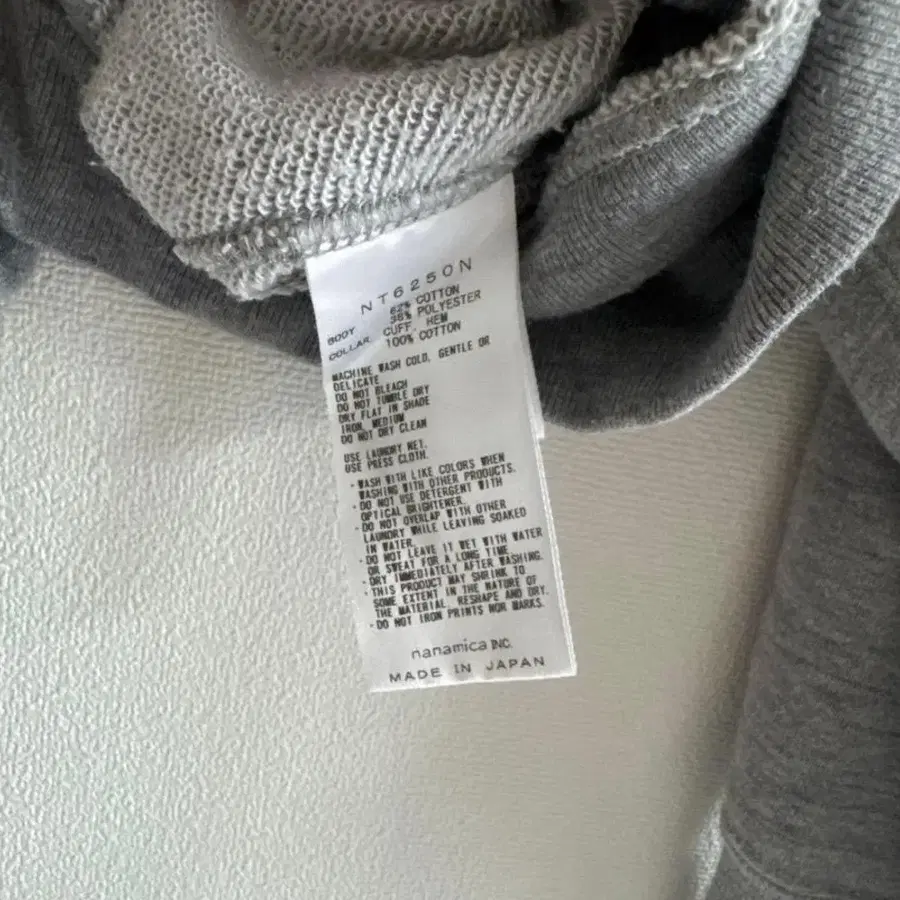 NT6250N
BODY 62% COTTON
38% POLYESTER
COLLAR, CUFF, HEM
100% COTTON
MACHINE WASH COLD, GENTLE OR
DELICATE
DO NOT BLEACH
DO NOT TUMBLE DRY
DRY FLAT IN SHADE
IRON, MEDIUM
DO NOT DRY CLEAN
USE LAUNDRY NET.
USE PRESS CLOTH.
・WASH WITH LIKE COLORS WHEN
WASHING WITH OTHER PRODUCTS.
・DO NOT USE DETERGENT WITH
OPTICAL BRIGHTENER.
・DO NOT OVERLAP WITH OTHER
LAUNDRY WHILE LEAVING SOAKED
IN WATER.
・DO NOT LEAVE IT WET WITH WATER
OR SWEAT FOR A LONG TIME.
・DRY IMMEDIATELY AFTER WASHING.
・THIS PRODUCT MAY SHRINK TO
SOME EXTENT IN THE NATURE OF
THE MATERIAL. RESHAPE AND DRY.
・DO NOT IRON PRINTS NOR MARKS.
nanamica INC.
MADE IN JAPAN